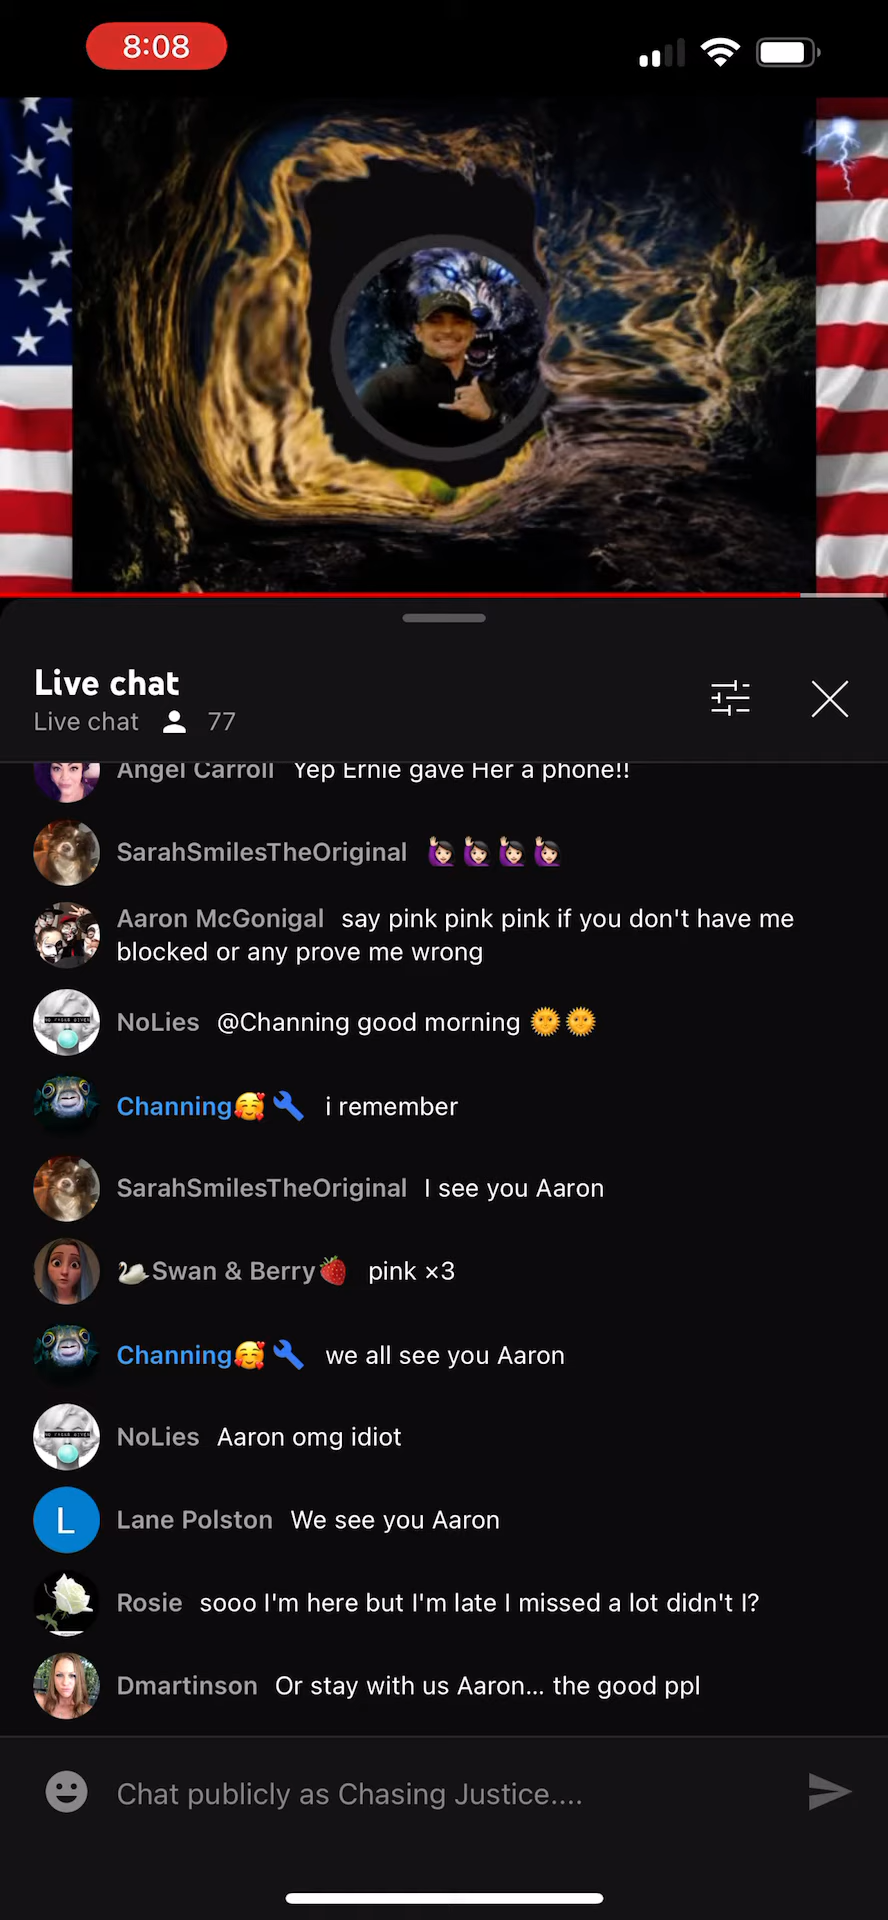 8:08
Live chat
Live chat 77
Angel Carroll Yep Ernie gave Her a phone!!
SarahSmilesTheOriginal 🙋🏻‍♀️🙋🏻‍♀️🙋🏻‍♀️🙋🏻‍♀️
Aaron McGonigal say pink pink pink if you don't have me
blocked or any prove me wrong
NoLies @Channing good morning 🌞🌞
Channing🥰 i remember
SarahSmilesTheOriginal I see you Aaron
🦢Swan & Berry🍓 pink ×3
Channing🥰 we all see you Aaron
NoLies Aaron omg idiot
L Lane Polston We see you Aaron
Rosie sooo I'm here but I'm late I missed a lot didn't I?
Dmartinson Or stay with us Aaron... the good ppl
Chat publicly as Chasing Justice....